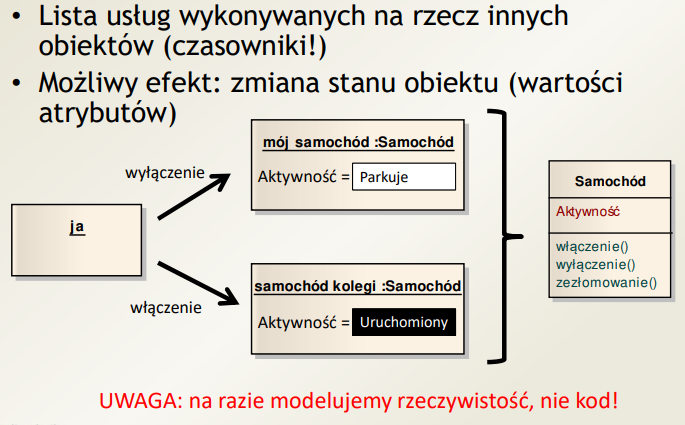 • Lista usług wykonywanych na rzecz innych
obiektów (czasowniki!)
• Możliwy efekt: zmiana stanu obiektu (wartości
atrybutów)
ja
wyłączenie
włączenie
mój samochód :Samochód
Aktywność = Parkuje
samochód kolegi :Samochód
Aktywność = Uruchomiony
Samochód
Aktywność
włączenie()
wyłączenie()
zezłomowanie()
UWAGA: na razie modelujemy rzeczywistość, nie kod!